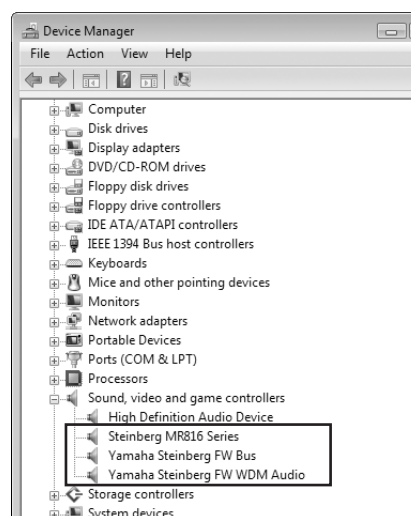 Device Manager
File Action View Help
Computer
Disk drives
Display adapters
DVD/CD-ROM drives
Floppy disk drives
Floppy drive controllers
IDE ATA/ATAPI controllers
IEEE 1394 Bus host controllers
Keyboards
Mice and other pointing devices
Monitors
Network adapters
Portable Devices
Ports (COM & LPT)
Processors
Sound, video and game controllers
High Definition Audio Device
Steinberg MR816 Series
Yamaha Steinberg FW Bus
Yamaha Steinberg FW WDM Audio
Storage controllers
System devices